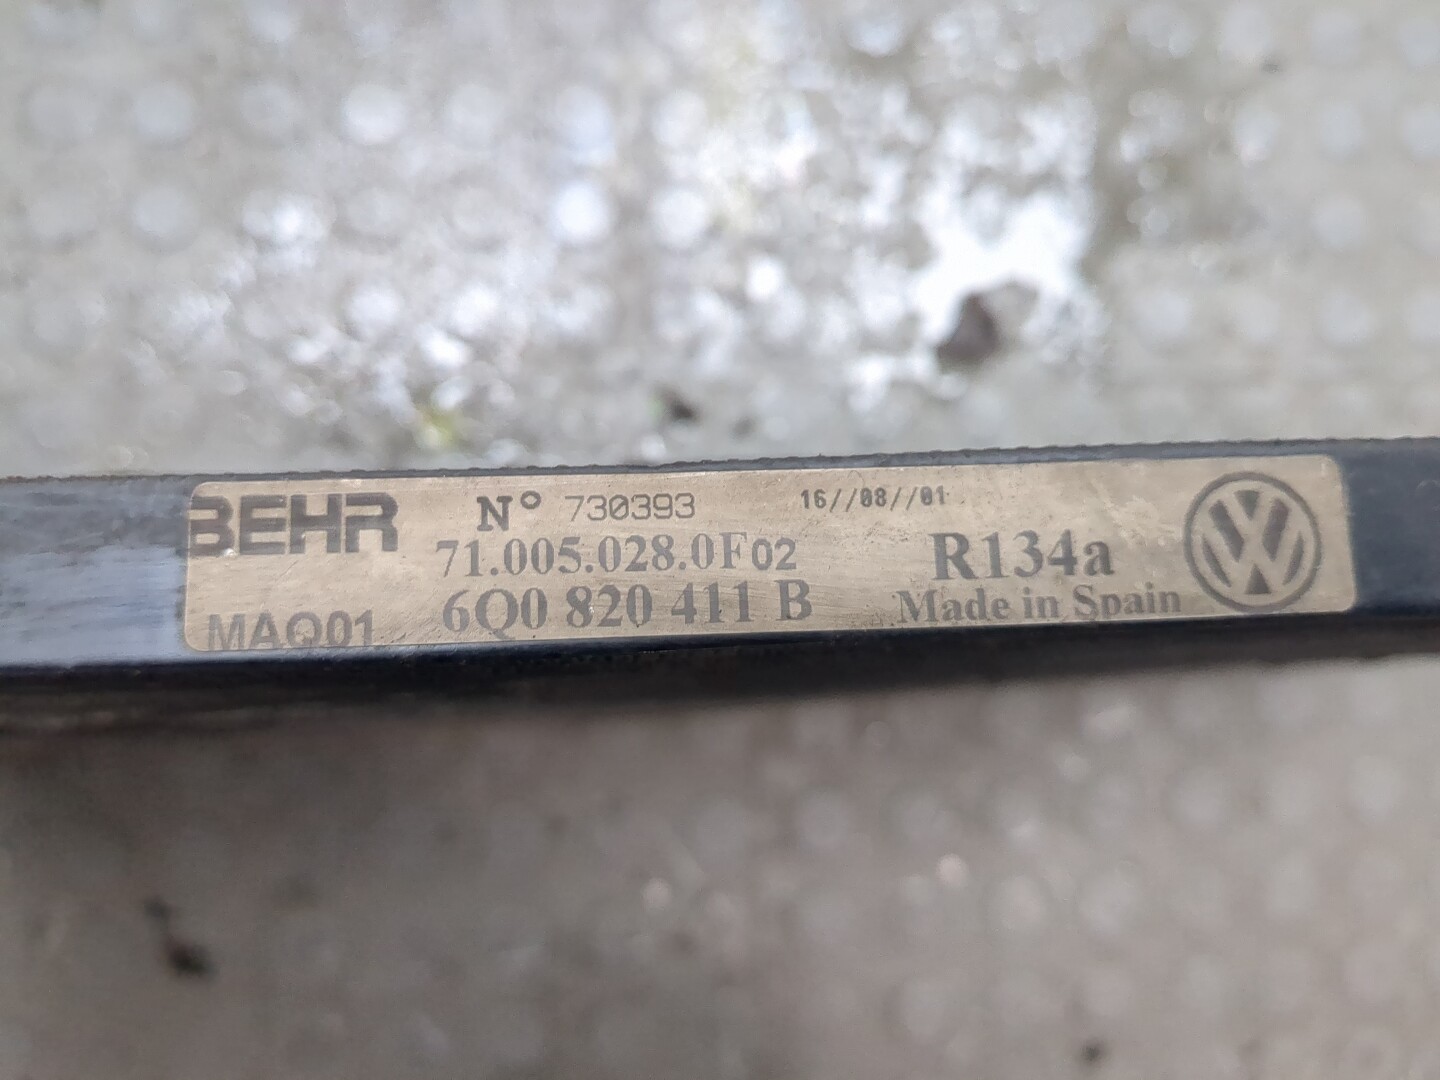 BEHR N° 730393 16//08//01
71.005.028.0F02 R134a
MAQ01 6Q0 820 411 B Made in Spain